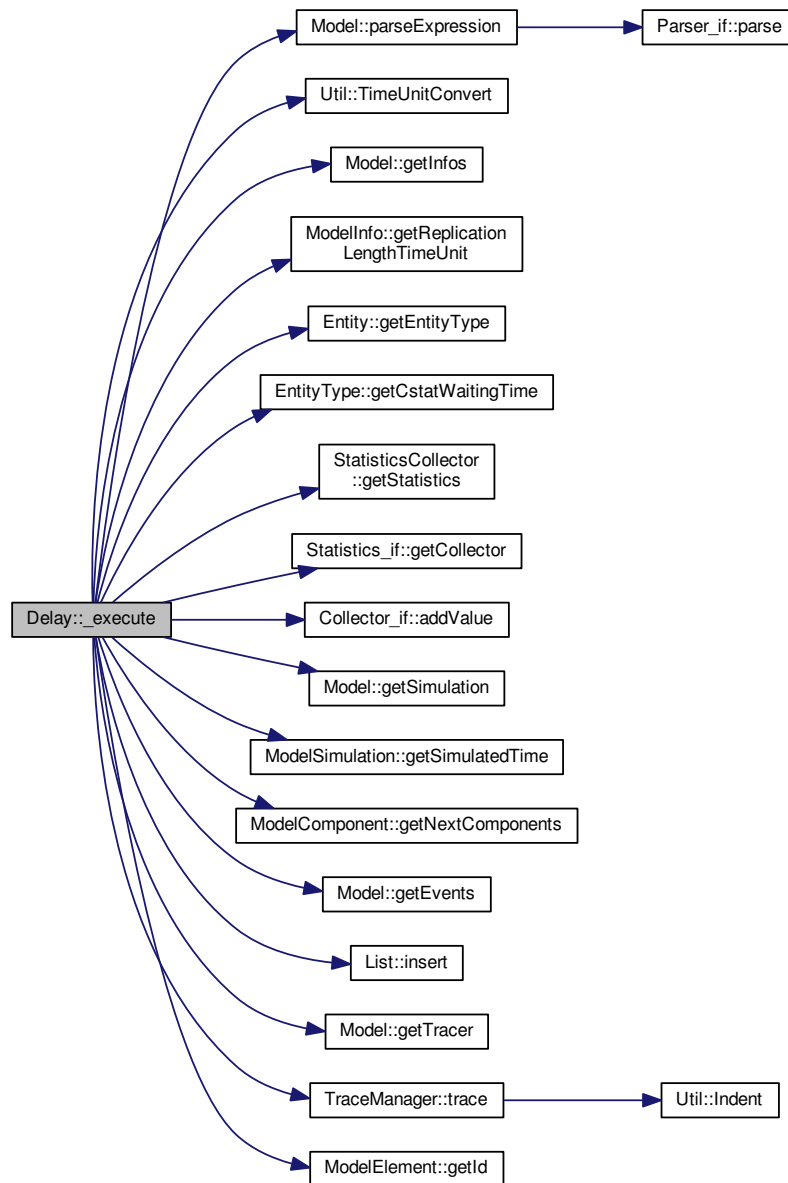 Model::parseExpression
Parser_if::parse
Util::TimeUnitConvert
Model::getInfos
ModelInfo::getReplication
LengthTimeUnit
Entity::getEntityType
EntityType::getCstatWaitingTime
StatisticsCollector
::getStatistics
Statistics_if::getCollector
Delay::_execute
Collector_if::addValue
Model::getSimulation
ModelSimulation::getSimulatedTime
ModelComponent::getNextComponents
Model::getEvents
List::insert
Model::getTracer
TraceManager::trace
Util::Indent
ModelElement::getId